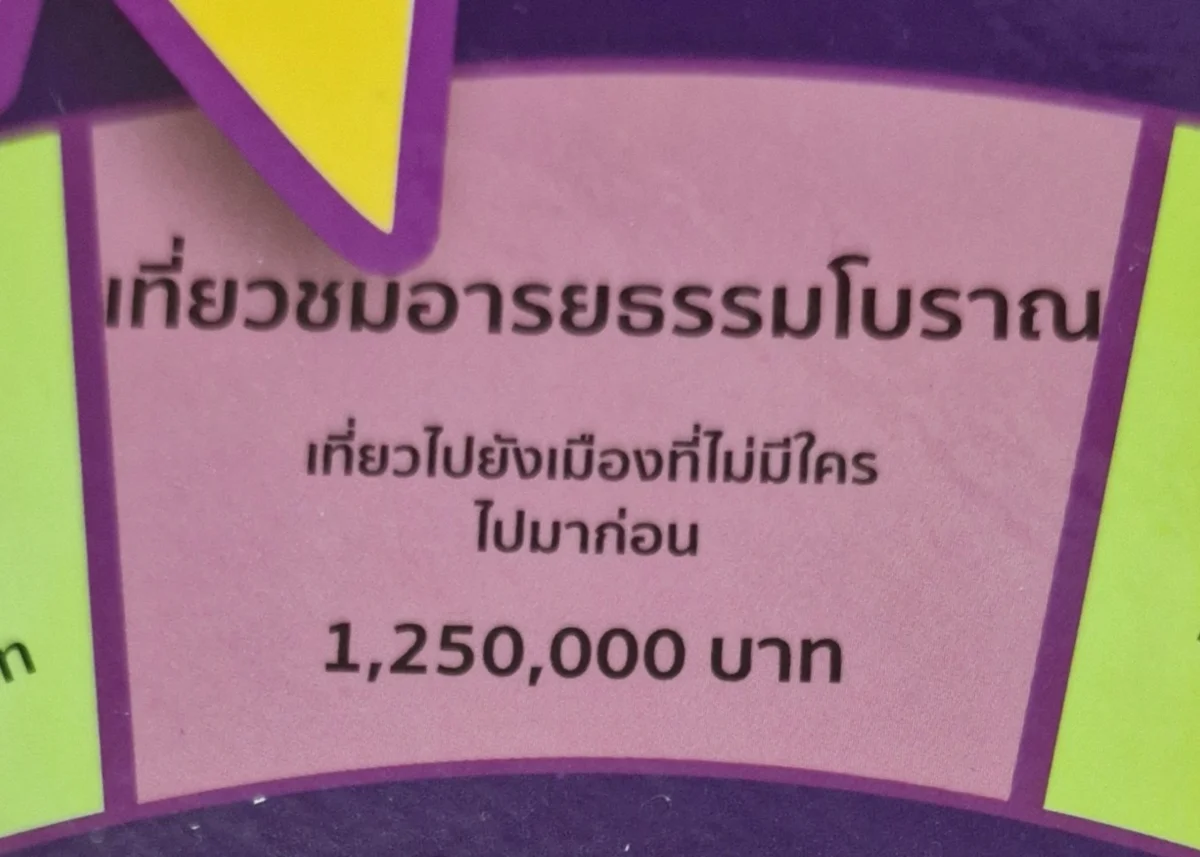 เที่ยวชมอารยธรรมโบราณ
เที่ยวไปยังเมืองที่ไม่มีใคร
ไปมาก่อน
1,250,000 บาท